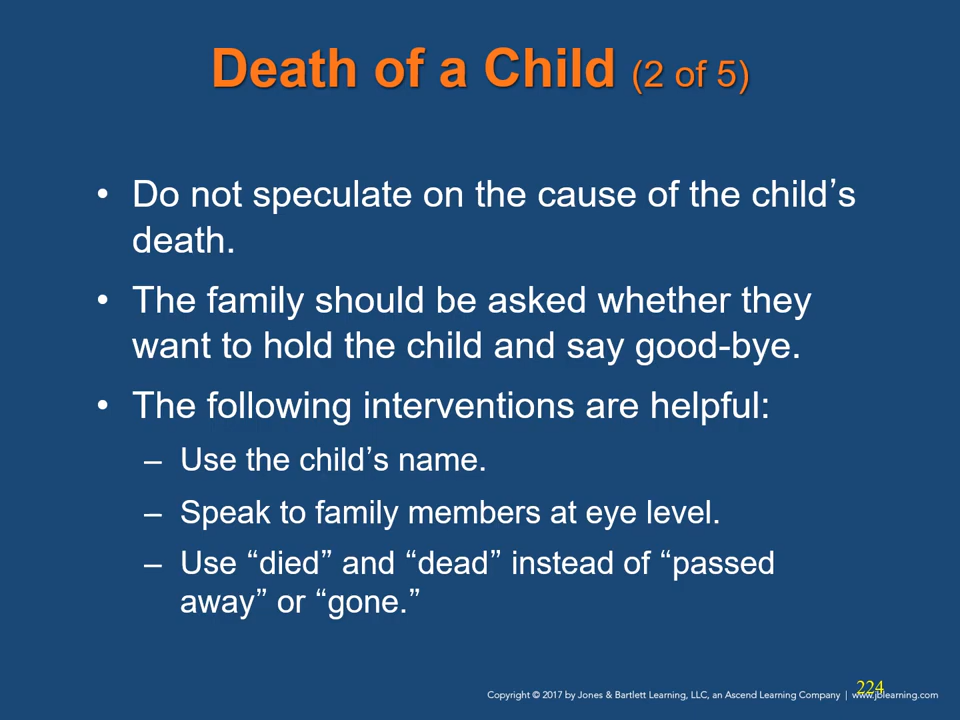 Death of a Child (2 of 5)
• Do not speculate on the cause of the child’s
death.
• The family should be asked whether they
want to hold the child and say good-bye.
• The following interventions are helpful:
– Use the child’s name.
– Speak to family members at eye level.
– Use “died” and “dead” instead of “passed
away” or “gone.”
224
Copyright © 2017 by Jones & Bartlett Learning, LLC, an Ascend Learning Company | www.jblearning.com